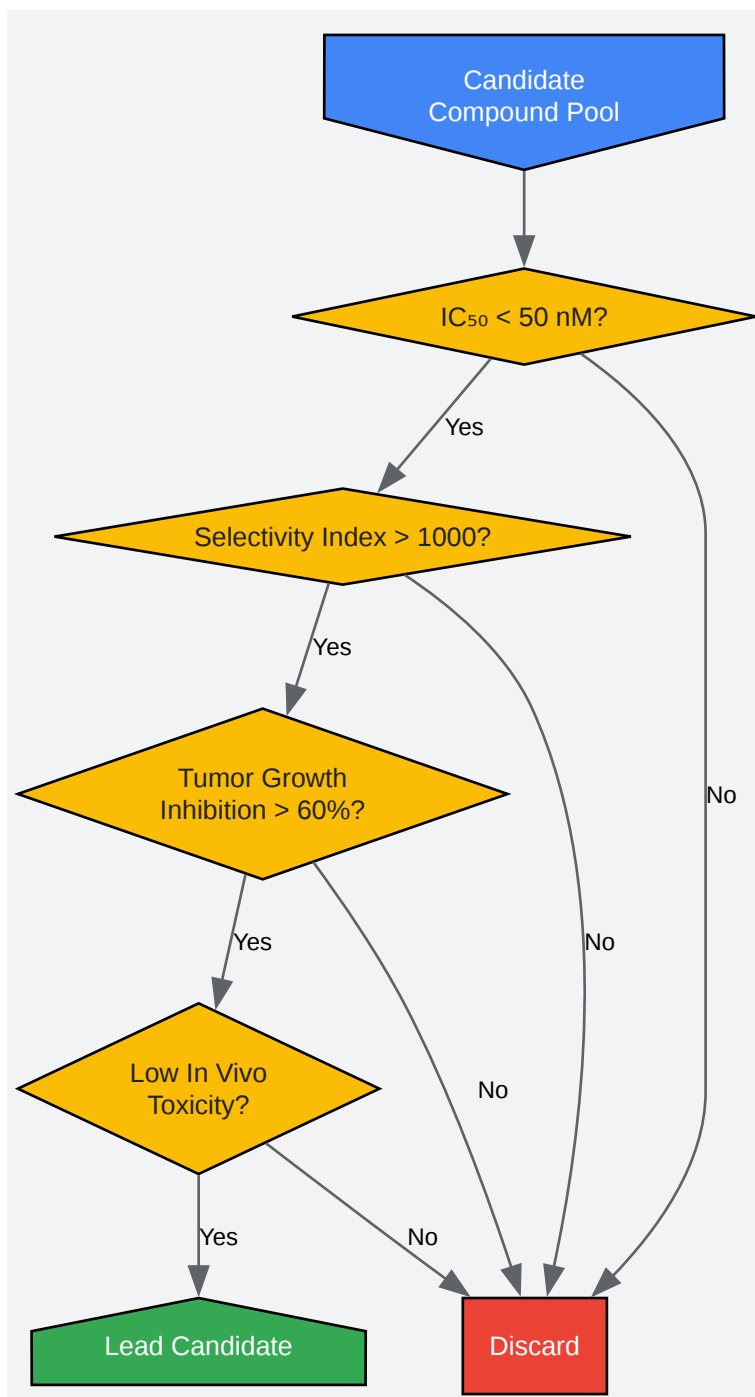 Candidate
Compound Pool
IC₅₀ < 50 nM?
Yes
Selectivity Index > 1000?
Yes
Tumor Growth
Inhibition > 60%?
No
Yes
No
Low In Vivo
Toxicity?
No
Yes
No
Lead Candidate
Discard